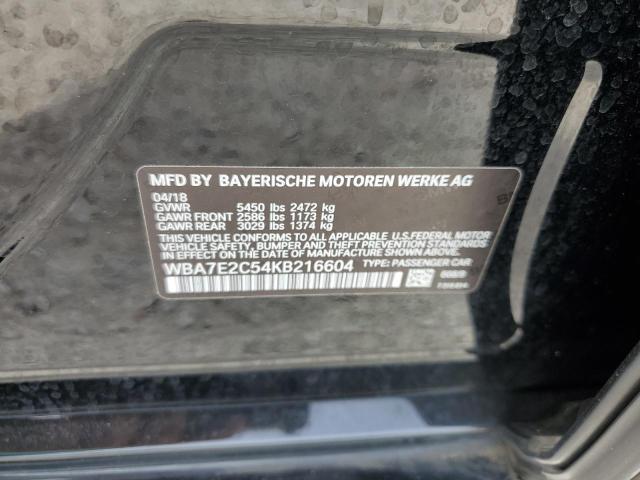 MFD BY BAYERISCHE MOTOREN WERKE AG
04/18
GVWR 5450 lbs 2472 kg
GAWR FRONT 2586 lbs 1173 kg
GAWR REAR 3029 lbs 1374 kg
THIS VEHICLE CONFORMS TO ALL APPLICABLE U.S.FEDERAL MOTOR
VEHICLE SAFETY, BUMPER AND THEFT PREVENTION STANDARDS IN
EFFECT ON THE DATE OF MANUFACTURE SHOWN ABOVE.
WBA7E2C54KB216604 TYPE: PASSENGER CAR